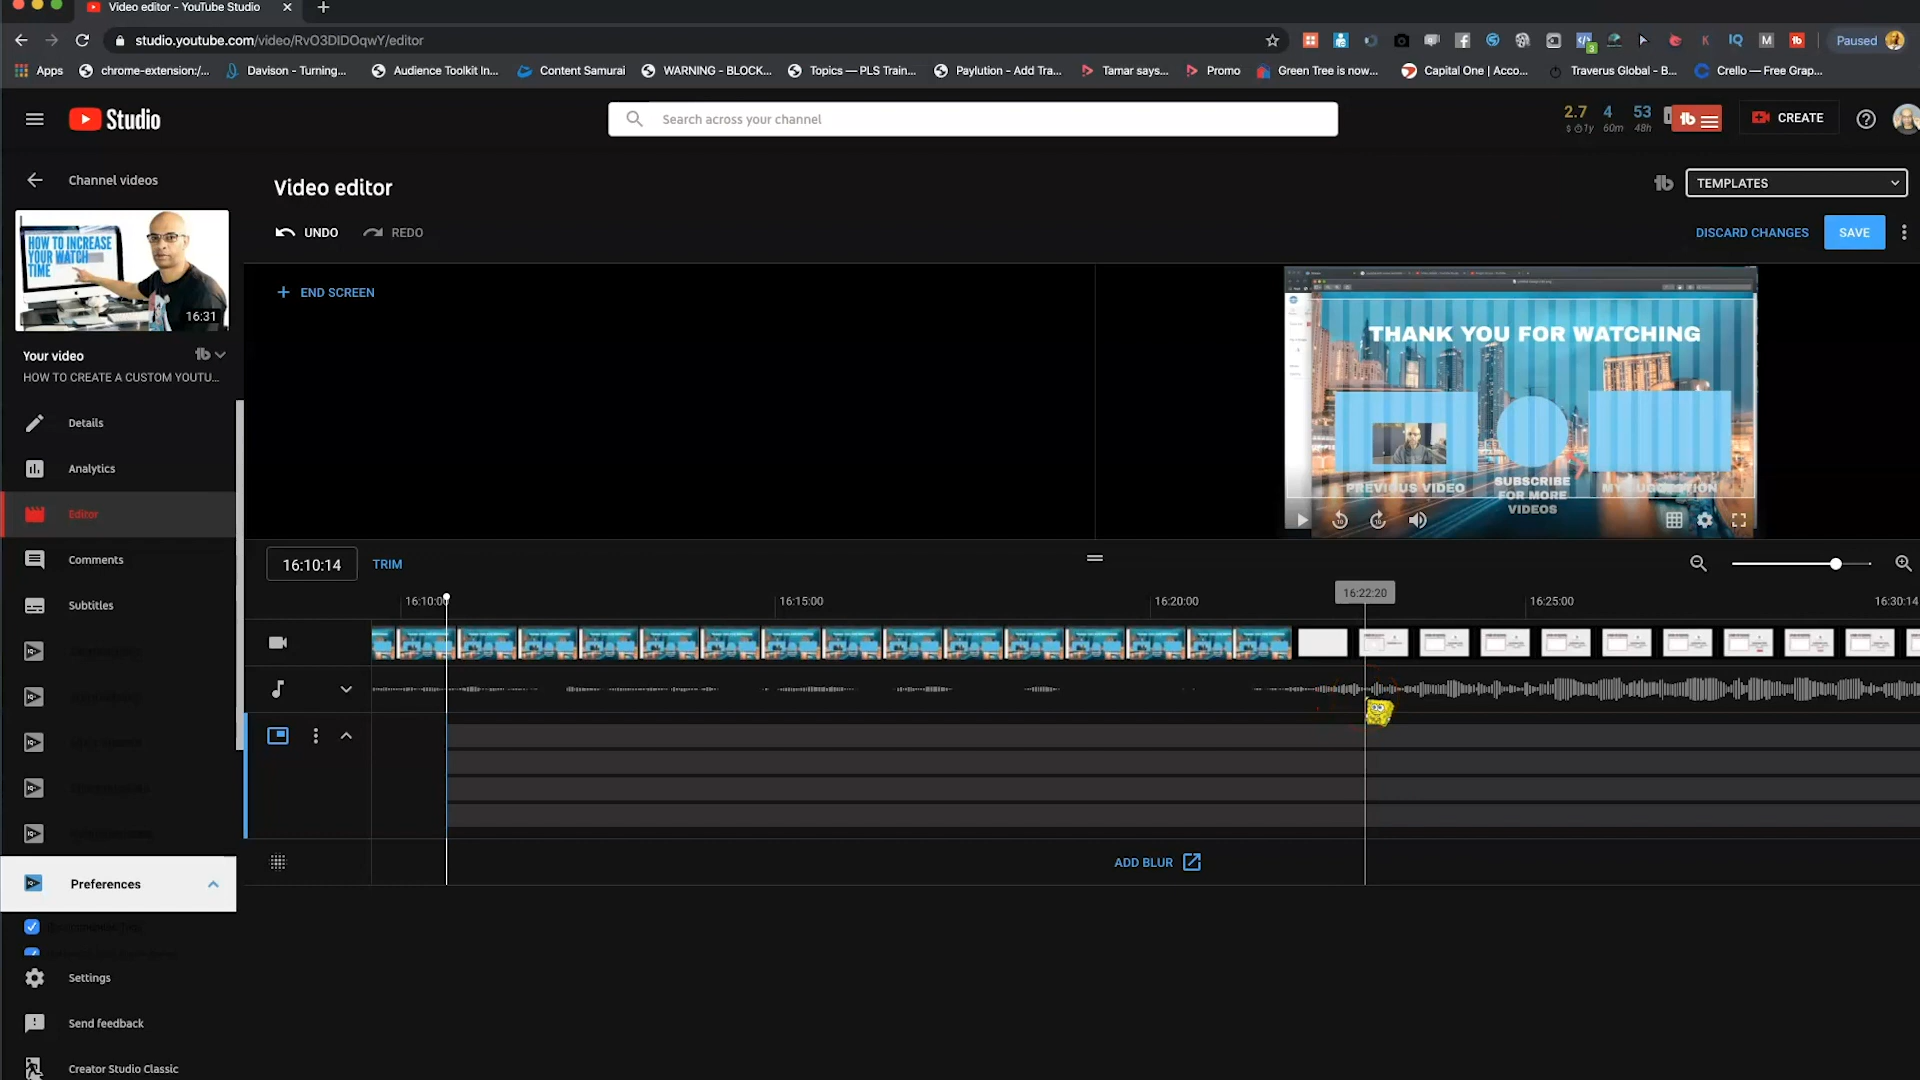 Video editor - YouTube Studio
studio.youtube.com/video/RvO3DIDOqwY/editor
Paused
Apps
chrome-extension:/...
Davison - Turning...
Audience Toolkit In...
Content Samurai
WARNING - BLOCK...
Topics — PLS Train...
Paylution - Add Tra...
Tamar says...
Promo
Green Tree is now...
Capital One | Acco...
Traverus Global - B...
Crello — Free Grap...
Studio
Search across your channel
2.7 4 53
1y 60m 48h
tb
CREATE
Channel videos
Video editor
TEMPLATES
UNDO
REDO
DISCARD CHANGES
SAVE
HOW TO INCREASE
YOUR WATCH
TIME
16:31
END SCREEN
THANK YOU FOR WATCHING
PREVIOUS VIDEO
SUBSCRIBE
FOR MORE
VIDEOS
Your video
HOW TO CREATE A CUSTOM YOUTU...
Details
Analytics
Editor
Comments
Subtitles
16:10:14
TRIM
16:10:00
16:15:00
16:20:00
16:22:20
16:25:00
16:30:14
ADD BLUR
Preferences
Settings
Send feedback
Creator Studio Classic